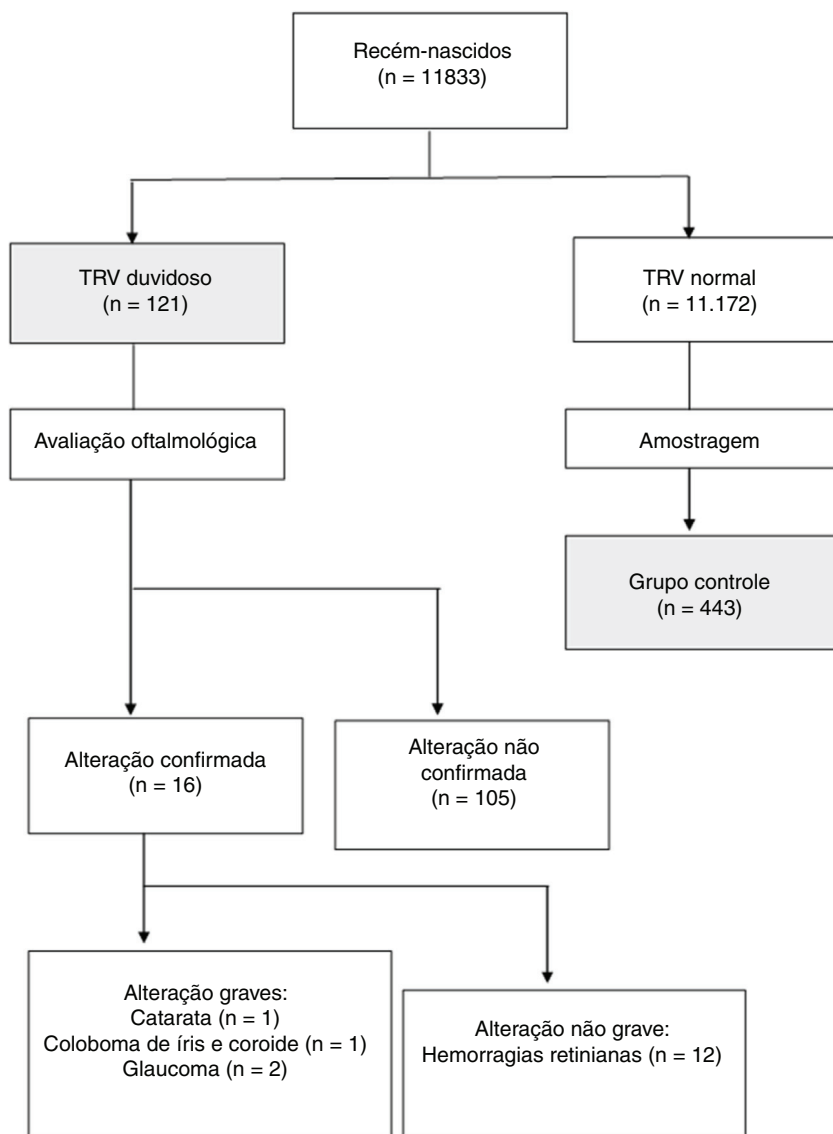 Recém-nascidos
(n = 11833)
TRV duvidoso
(n = 121)
TRV normal
(n = 11.172)
Avaliação oftalmológica
Amostragem
Grupo controle
(n = 443)
Alteração confirmada
(n = 16)
Alteração não
confirmada
(n = 105)
Alteração graves:
Catarata (n = 1)
Coloboma de íris e coroide (n = 1)
Glaucoma (n = 2)
Alteração não grave:
Hemorragias retinianas (n = 12)